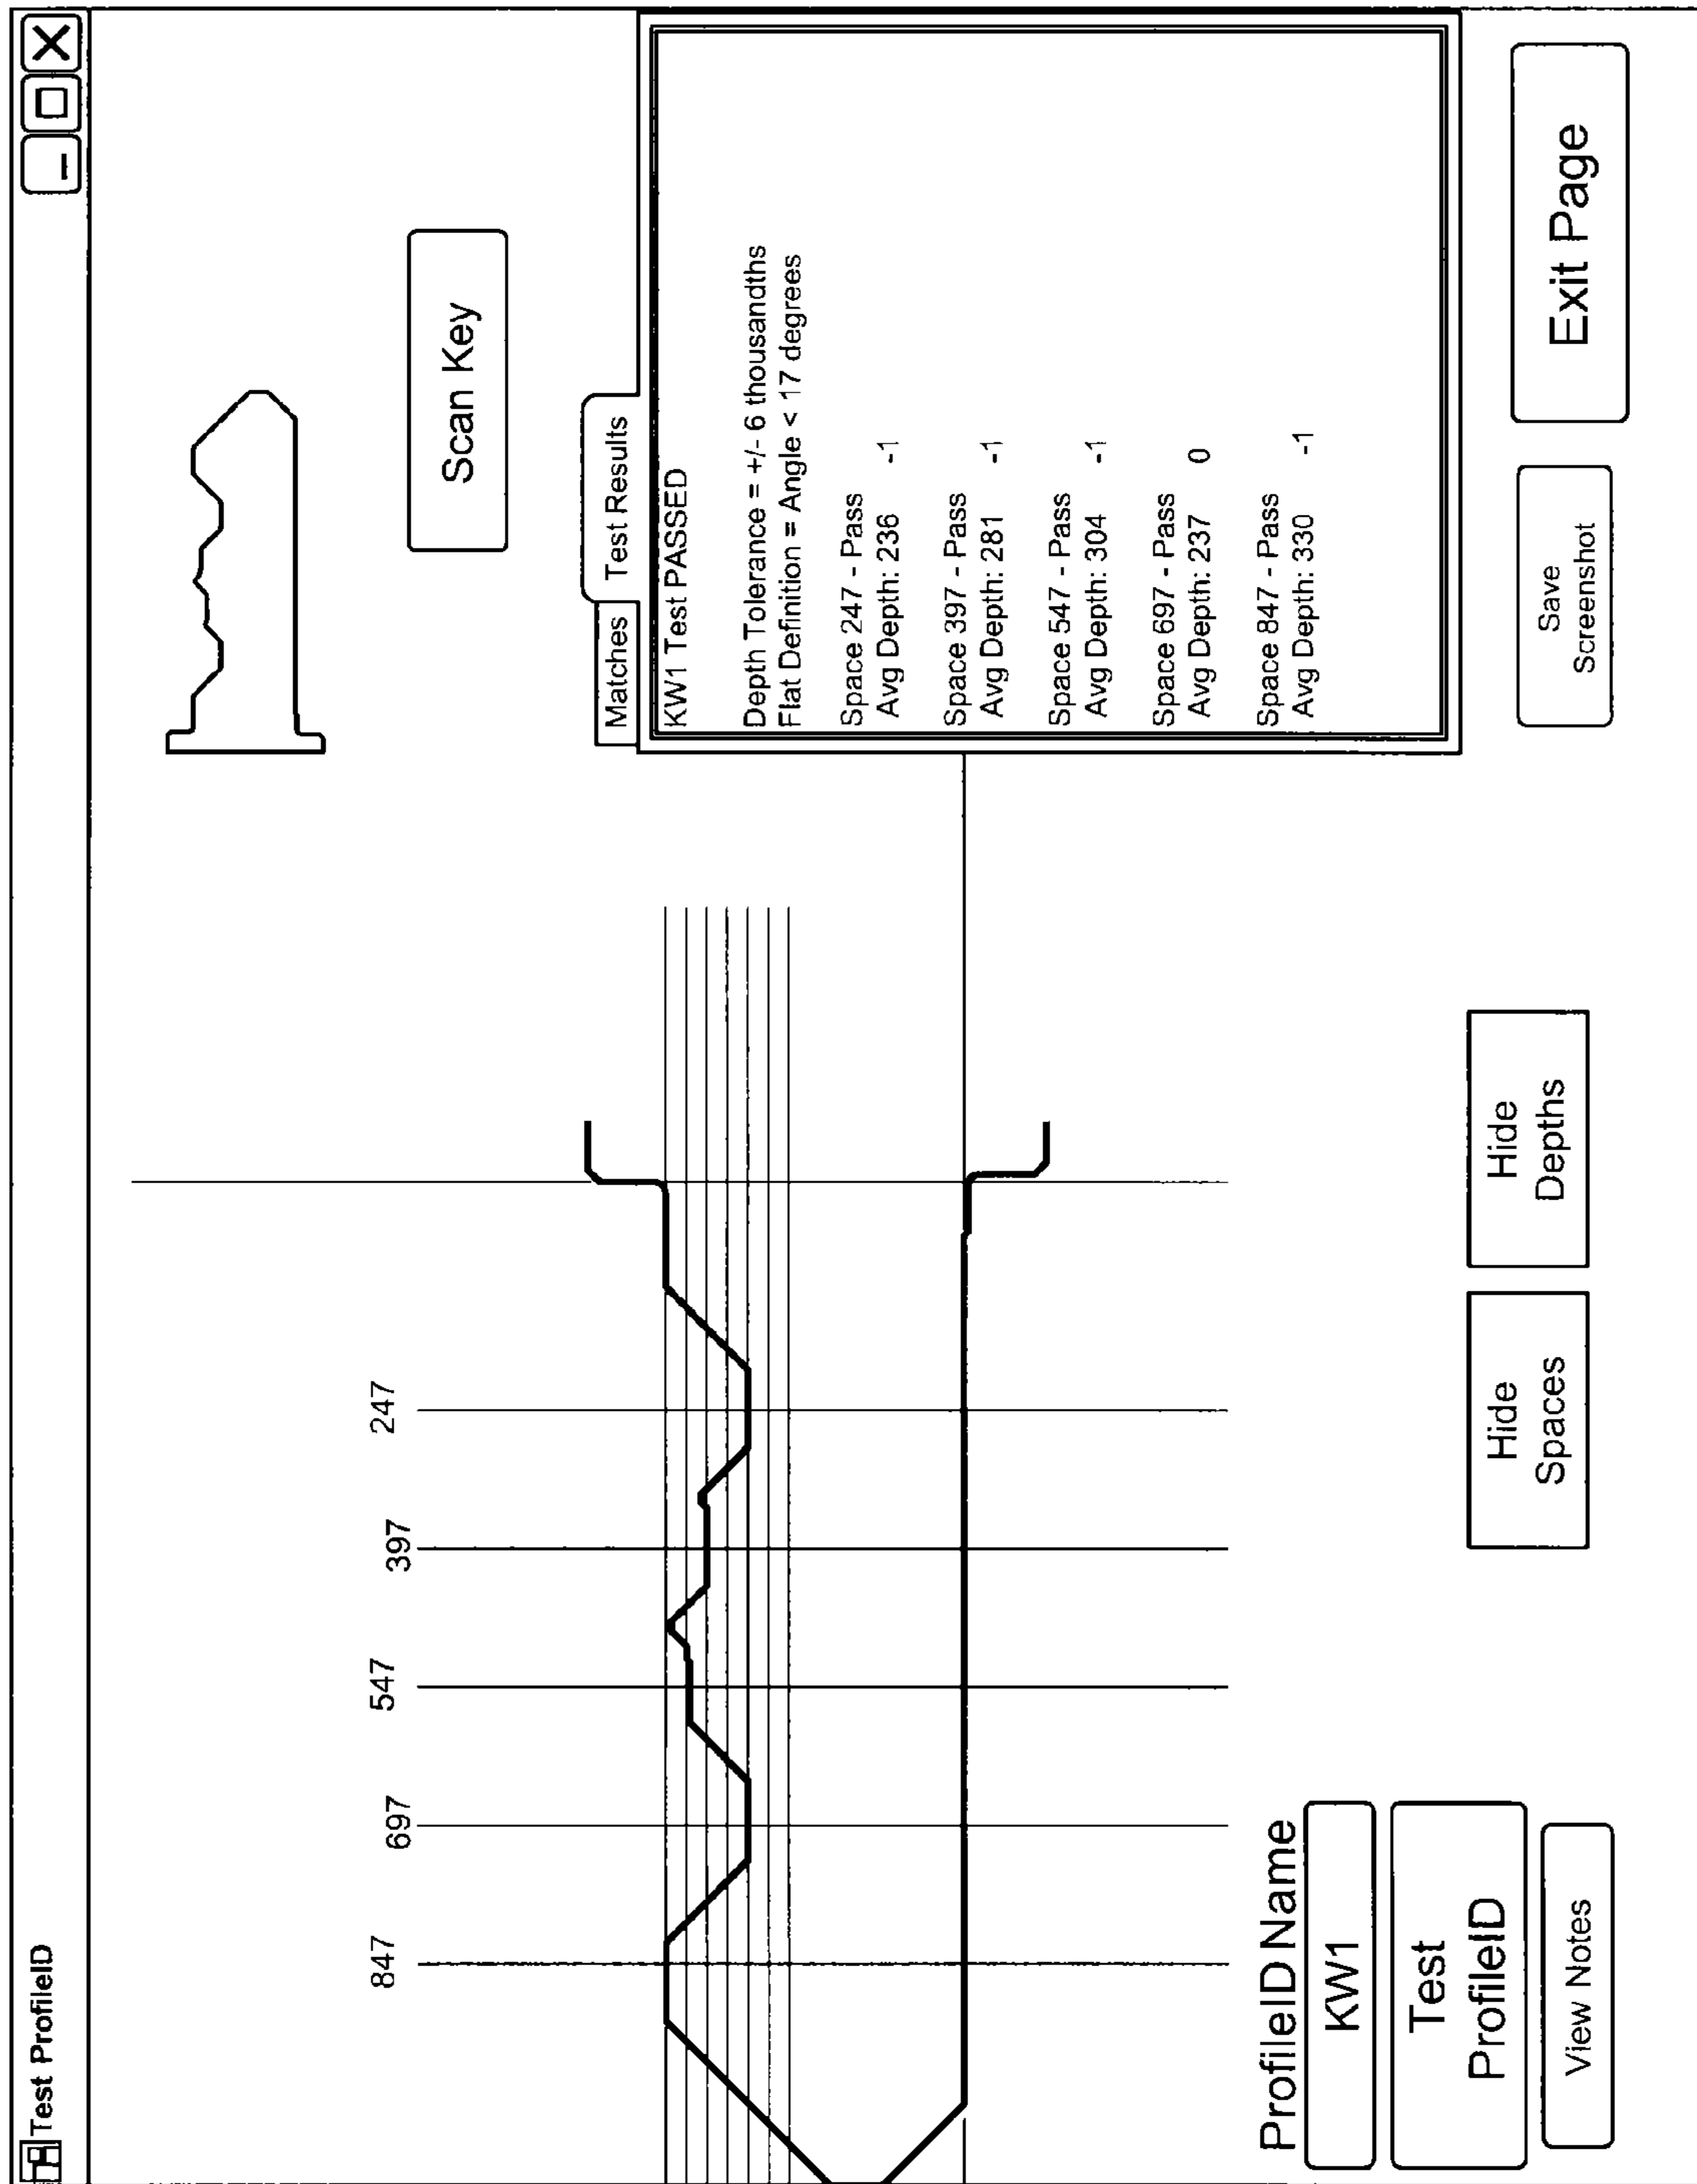 Test ProfileID
Scan Key
847
697
547
397
247
Matches
Test Results
KW1 Test PASSED
Depth Tolerance = +/- 6 thousandths
Flat Definition = Angle < 17 degrees
Space 247 - Pass
Avg Depth: 236 -1
Space 397 - Pass
Avg Depth: 281 -1
Space 547 - Pass
Avg Depth: 304 -1
Space 697 - Pass
Avg Depth: 237 0
Space 847 - Pass
Avg Depth: 330 -1
ProfileID Name
KW1
Test
ProfileID
View Notes
Hide
Spaces
Hide
Depths
Save
Screenshot
Exit Page